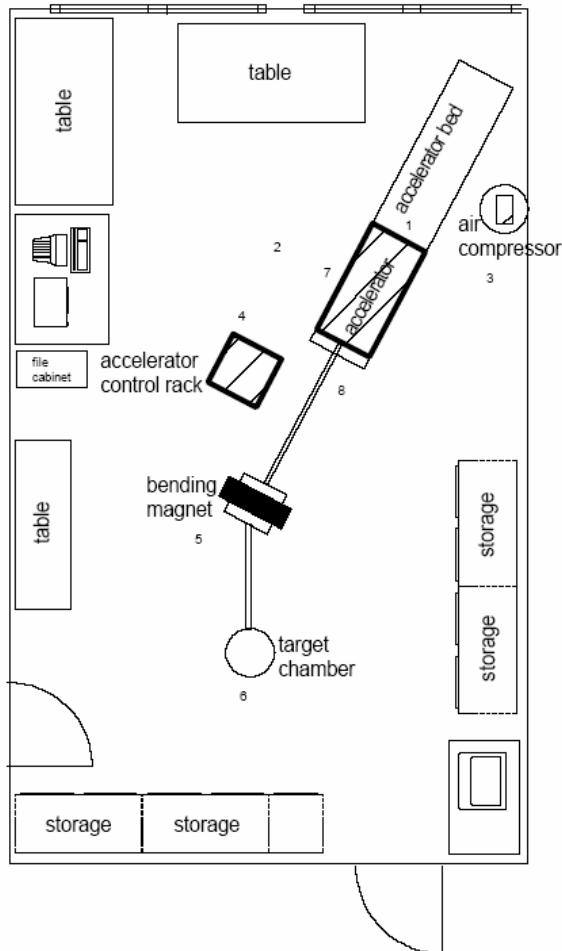 table
table
accelerator bed
1
air
compressor
2
7
3
accelerator
4
file
cabinet
accelerator
control rack
8
bending
magnet
storage
table
5
target
chamber
storage
6
storage
storage